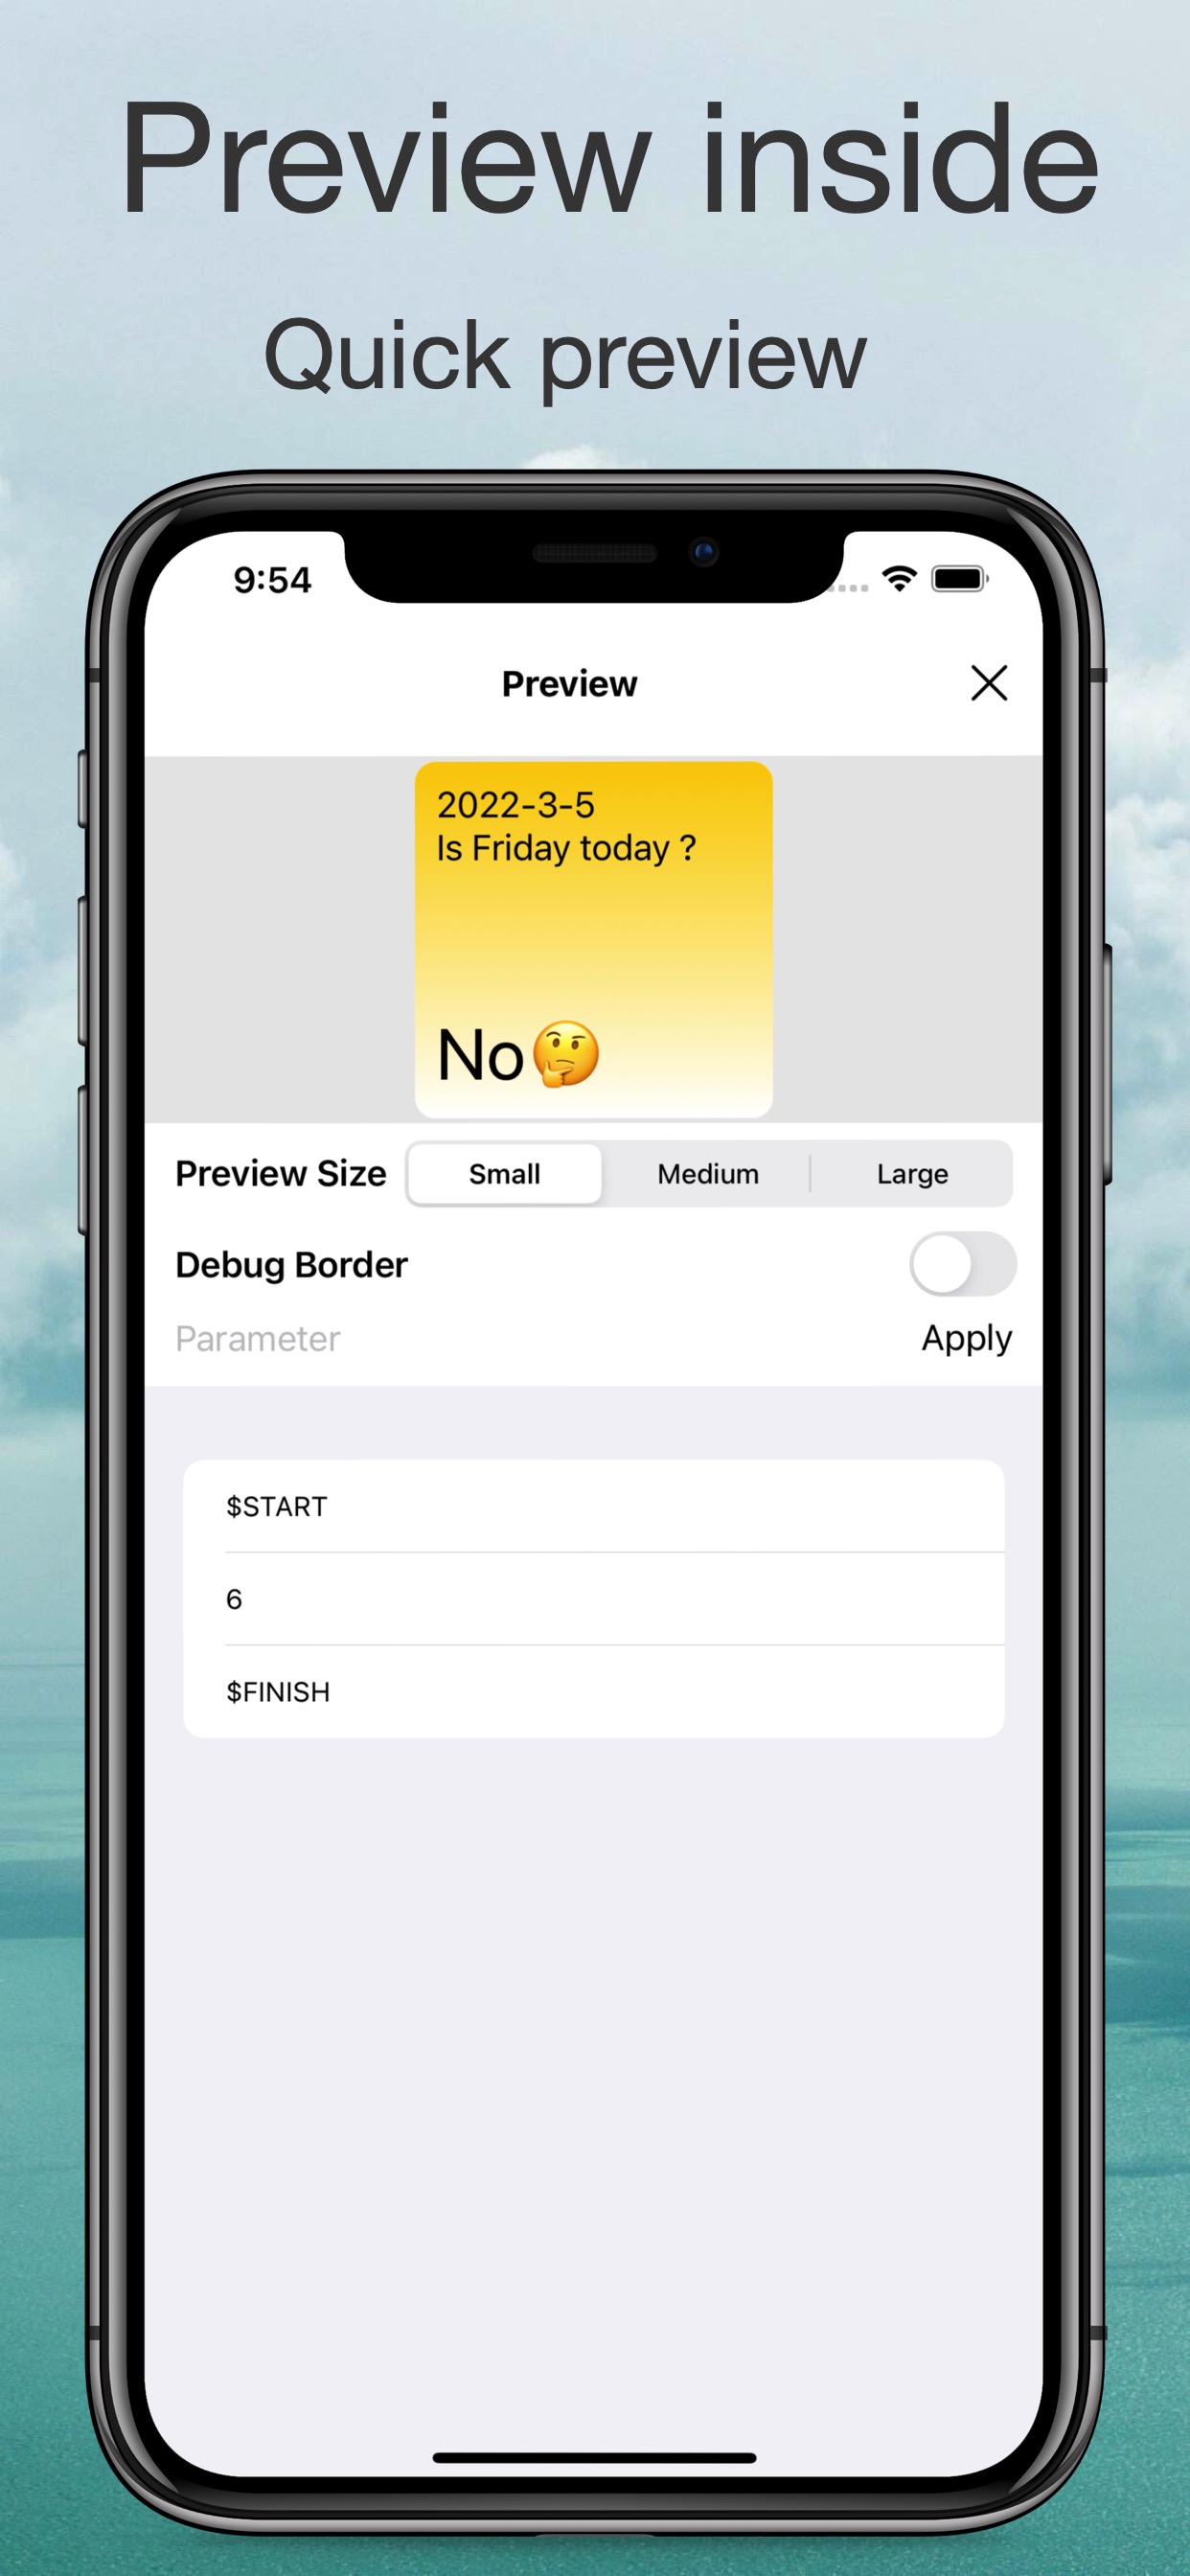 Preview inside
Quick preview
9:54
Preview
2022-3-5
Is Friday today ?
No🤔
Preview Size Small Medium Large
Debug Border
Parameter Apply
$START
6
$FINISH